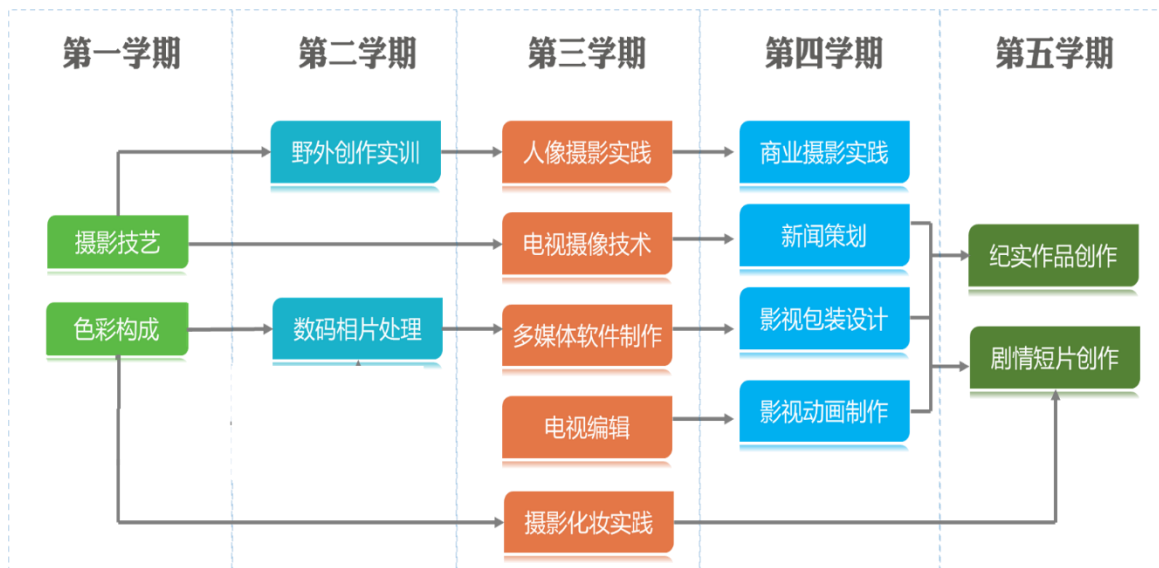 第一学期
第二学期
第三学期
第四学期
第五学期
野外创作实训
人像摄影实践
商业摄影实践
摄影技艺
电视摄像技术
新闻策划
纪实作品创作
色彩构成
数码相片处理
多媒体软件制作
影视包装设计
剧情短片创作
电视编辑
影视动画制作
摄影化妆实践